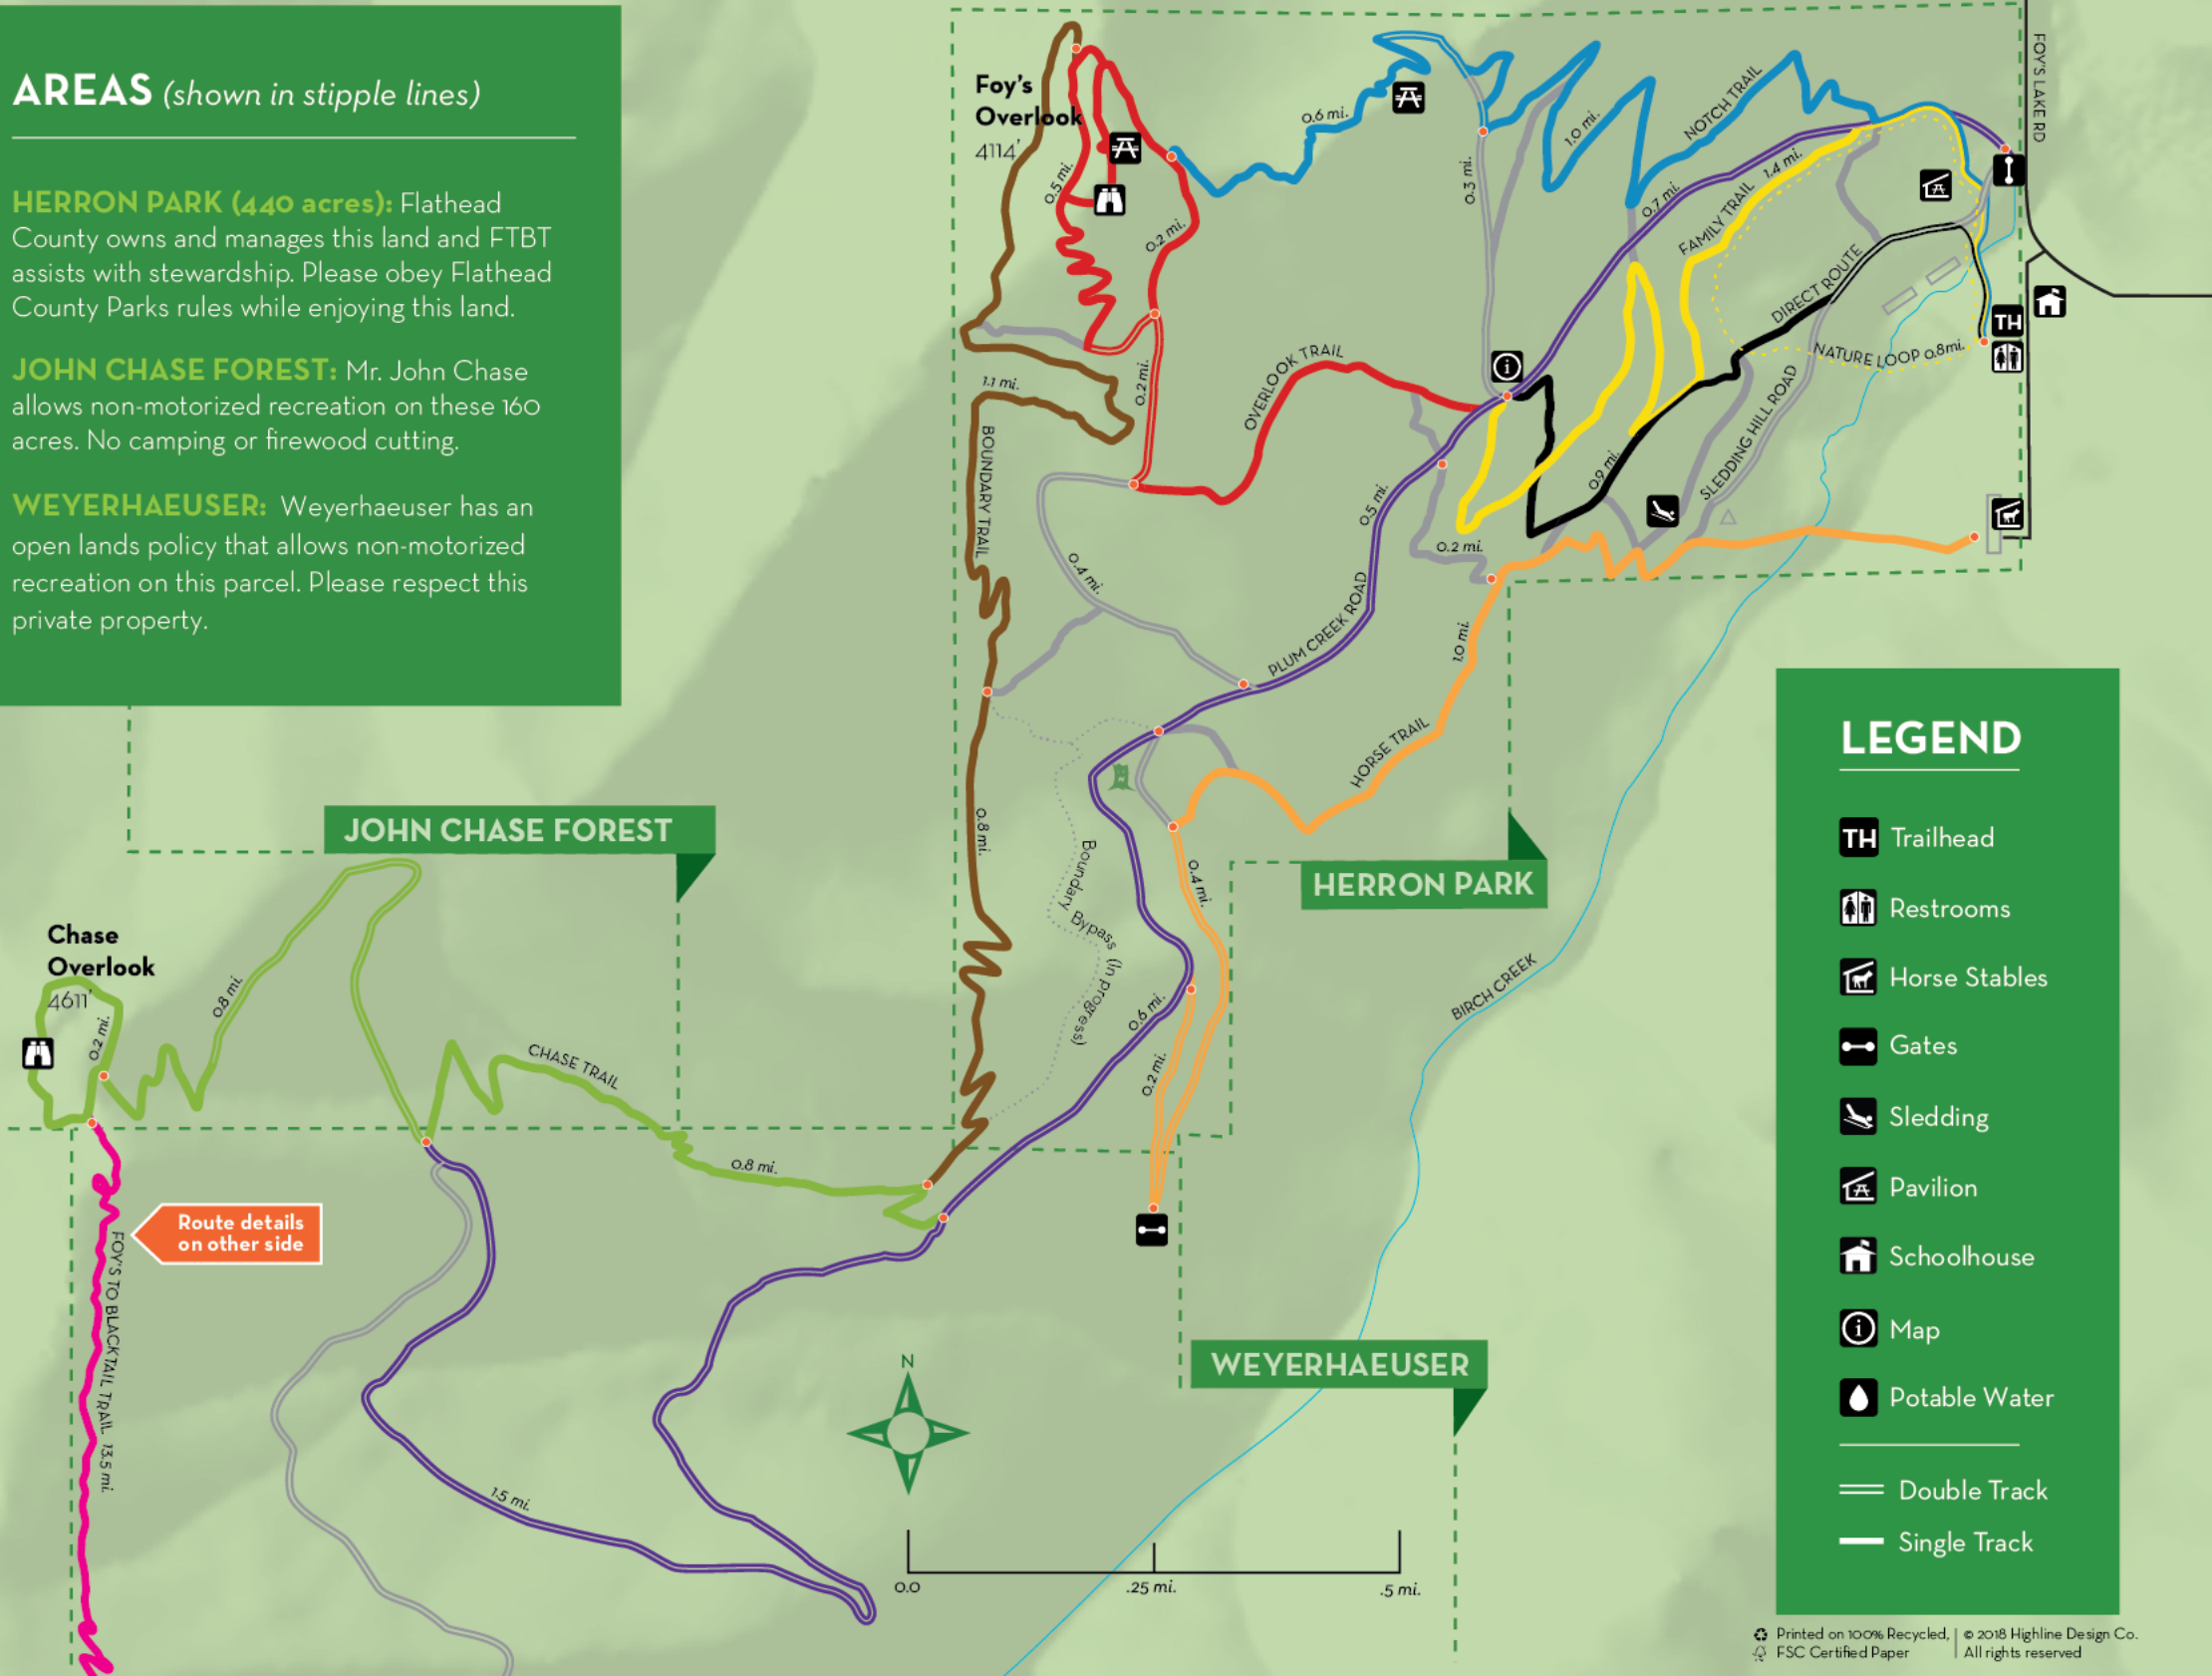 AREAS (shown in stipple lines)
HERRON PARK (440 acres): Flathead
County owns and manages this land and FTBT
assists with stewardship. Please obey Flathead
County Parks rules while enjoying this land.
JOHN CHASE FOREST: Mr. John Chase
allows non-motorized recreation on these 160
acres. No camping or firewood cutting.
WEYERHAEUSER: Weyerhaeuser has an
open lands policy that allows non-motorized
recreation on this parcel. Please respect this
private property.
Foy's
Overlook
4114'
0.5 mi.
0.2 mi.
0.6 mi.
0.3 mi.
1.0 mi.
NOTCH TRAIL
0.7 mi.
FAMILY TRAIL 1.4 mi.
FOY'S LAKE RD
DIRECT ROUTE
TH
NATURE LOOP 0.8mi.
SLEDDING HILL ROAD
0.9 mi.
OVERLOOK TRAIL
0.2 mi.
1.1 mi.
BOUNDARY TRAIL
0.4 mi.
0.5 mi.
0.2 mi.
PLUM CREEK ROAD
1.0 mi.
HORSE TRAIL
0.8 mi.
Boundary Bypass (In progress)
0.4 mi.
0.6 mi.
0.2 mi.
BIRCH CREEK
JOHN CHASE FOREST
HERRON PARK
WEYERHAEUSER
Chase
Overlook
4611'
0.2 mi.
0.8 mi.
CHASE TRAIL
0.8 mi.
Route details
on other side
FOY'S TO BLACKTAIL TRAIL 13.5 mi.
1.5 mi.
N
0.0
.25 mi.
.5 mi.
LEGEND
TH Trailhead
Restrooms
Horse Stables
Gates
Sledding
Pavilion
Schoolhouse
i Map
Potable Water
Double Track
Single Track
Printed on 100% Recycled,
FSC Certified Paper
© 2018 Highline Design Co.
All rights reserved